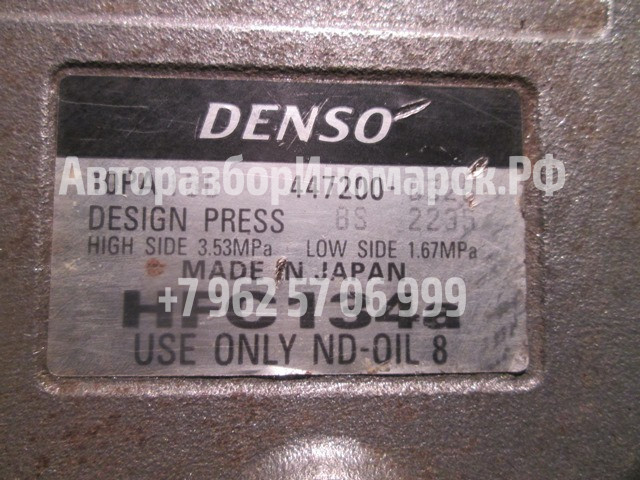 DENSO
447200
АвторазборИномарок.РФ
DESIGN PRESS
HIGH SIDE 3.53MPa LOW SIDE 1.67MPa
MADE IN JAPAN
HFC134a
+7 962 57 06 999
USE ONLY ND-OIL 8